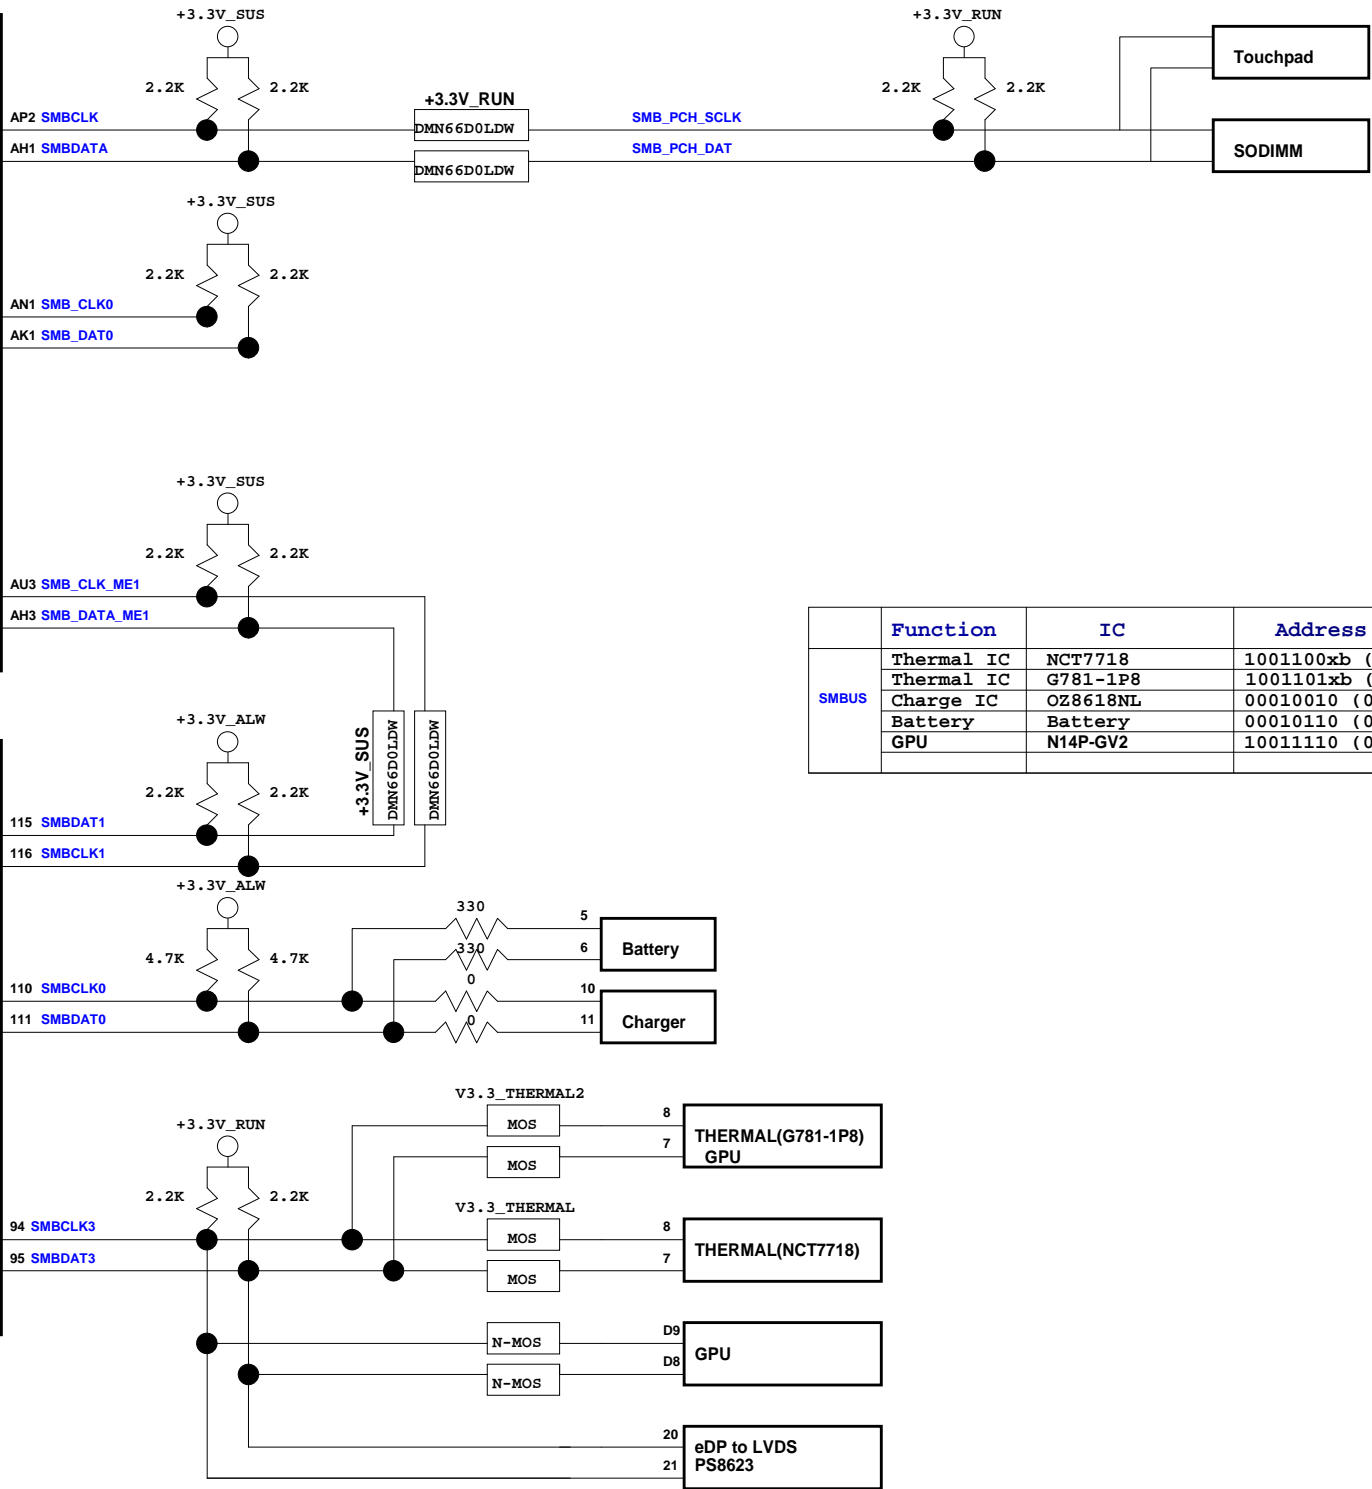 +3.3V_SUS
+3.3V_RUN
2.2K 2.2K
2.2K 2.2K
Touchpad
+3.3V_RUN
AP2 SMBCLK
DMN66D0LDW
SMB_PCH_SCLK
AH1 SMBDATA
DMN66D0LDW
SMB_PCH_DAT
SODIMM
+3.3V_SUS
2.2K 2.2K
AN1 SMB_CLK0
AK1 SMB_DAT0
+3.3V_SUS
2.2K 2.2K
AU3 SMB_CLK_ME1
AH3 SMB_DATA_ME1
Function IC Address
SMBUS
Thermal IC NCT7718 1001100xb (
Thermal IC G781-1P8 1001101xb (
Charge IC OZ8618NL 00010010 (0
Battery Battery 00010110 (0
GPU N14P-GV2 10011110 (0
+3.3V_ALW
+3.3V_SUS
DMN66D0LDW
DMN66D0LDW
2.2K 2.2K
115 SMBDAT1
116 SMBCLK1
+3.3V_ALW
4.7K 4.7K
330 5
330 6
Battery
110 SMBCLK0
0 10
111 SMBDAT0
0 11
Charger
V3.3_THERMAL2
MOS 8
MOS 7
THERMAL(G781-1P8)
GPU
+3.3V_RUN
2.2K 2.2K
V3.3_THERMAL
94 SMBCLK3
MOS 8
95 SMBDAT3
MOS 7
THERMAL(NCT7718)
N-MOS D9
N-MOS D8
GPU
20
21
eDP to LVDS
PS8623